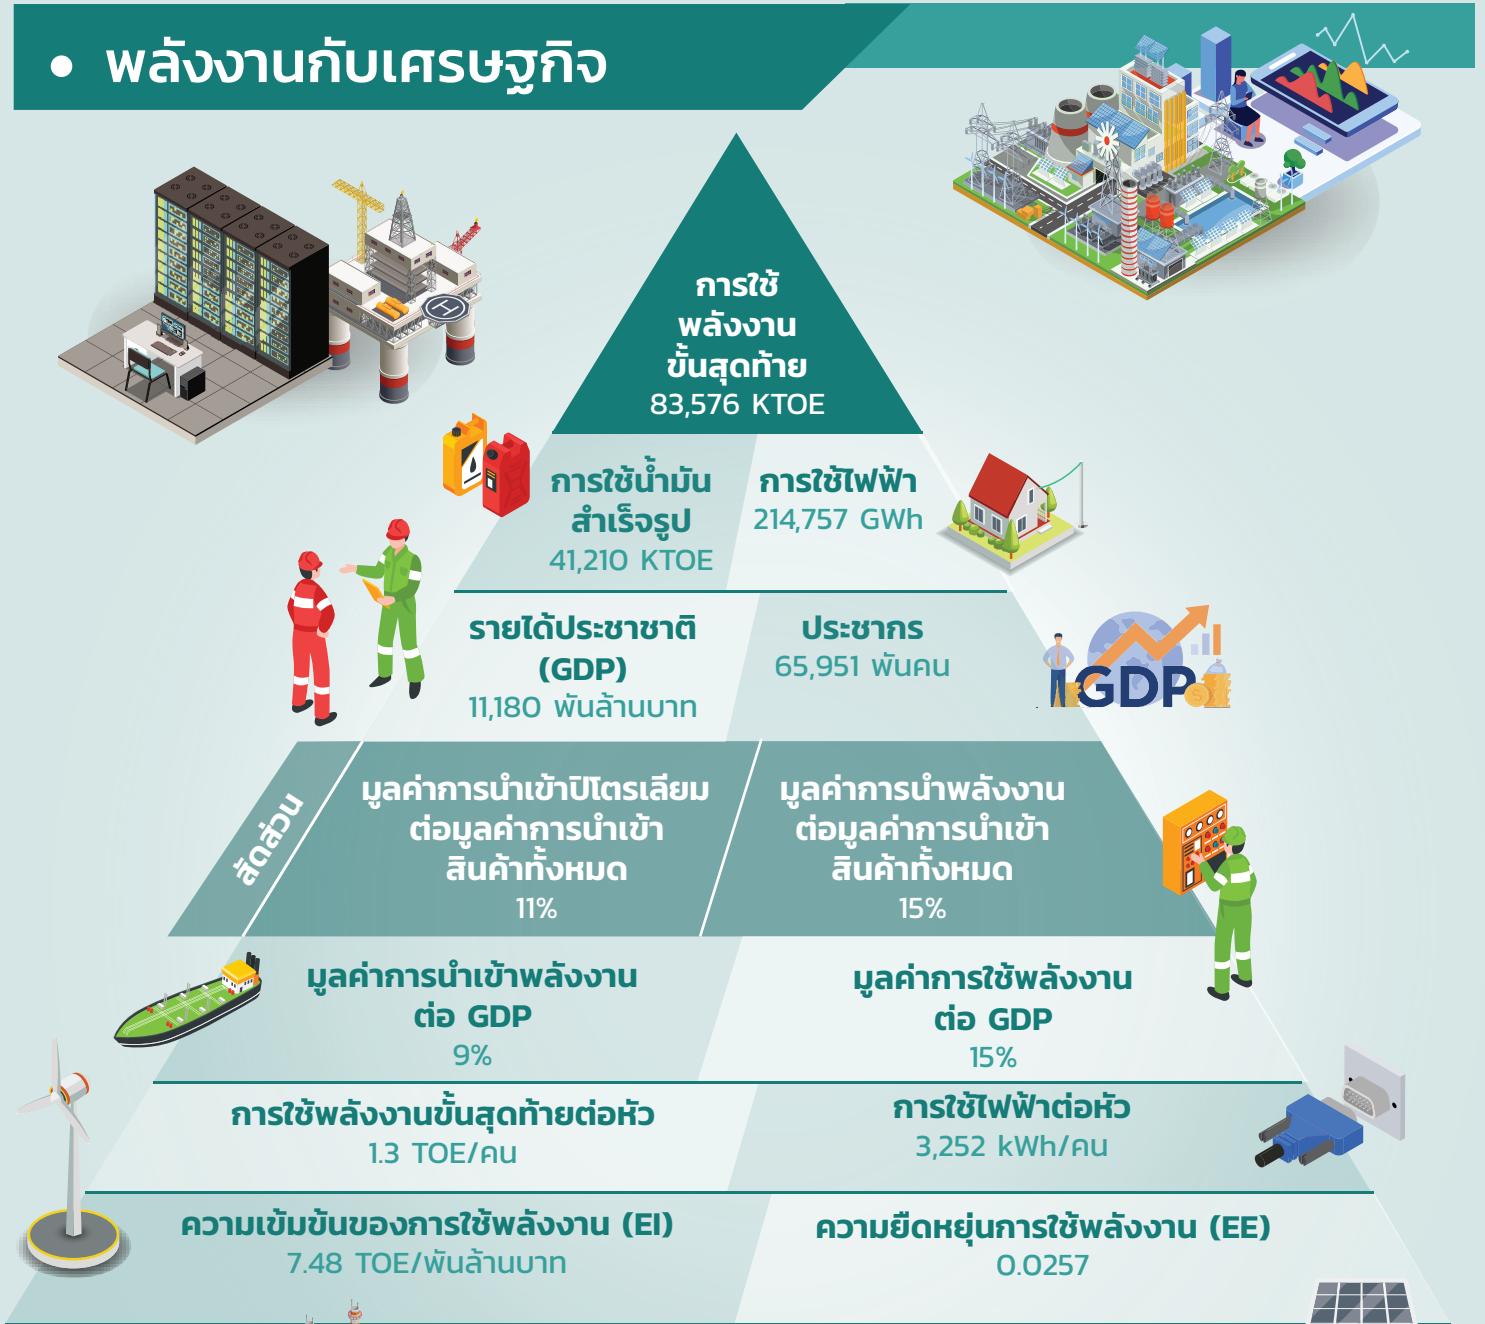 • พลังงานกับเศรษฐกิจ
การใช้
พลังงาน
ขั้นสุดท้าย
83,576 KTOE
การใช้น้ำมัน
สำเร็จรูป
41,210 KTOE
การใช้ไฟฟ้า
214,757 GWh
รายได้ประชาชาติ
(GDP)
11,180 พันล้านบาท
ประชากร
65,951 พันคน
GDP
สัดส่วน
มูลค่าการนำเข้าปิโตรเลียม
ต่อมูลค่าการนำเข้า
สินค้าทั้งหมด
11%
มูลค่าการนำพลังงาน
ต่อมูลค่าการนำเข้า
สินค้าทั้งหมด
15%
มูลค่าการนำเข้าพลังงาน
ต่อ GDP
9%
มูลค่าการใช้พลังงาน
ต่อ GDP
15%
การใช้พลังงานขั้นสุดท้ายต่อหัว
1.3 TOE/คน
การใช้ไฟฟ้าต่อหัว
3,252 kWh/คน
ความเข้มข้นของการใช้พลังงาน (EI)
7.48 TOE/พันล้านบาท
ความยืดหยุ่นการใช้พลังงาน (EE)
0.0257